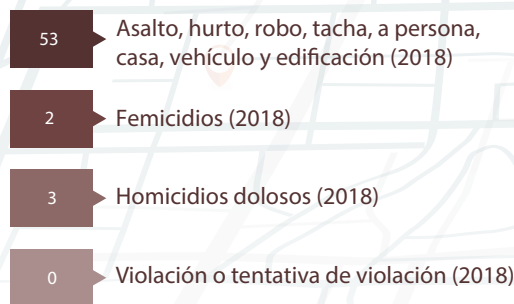 53
Asalto, hurto, robo, tacha, a persona,
casa, vehículo y edificación (2018)
2
Femicidios (2018)
3
Homicidios dolosos (2018)
0
Violación o tentativa de violación (2018)